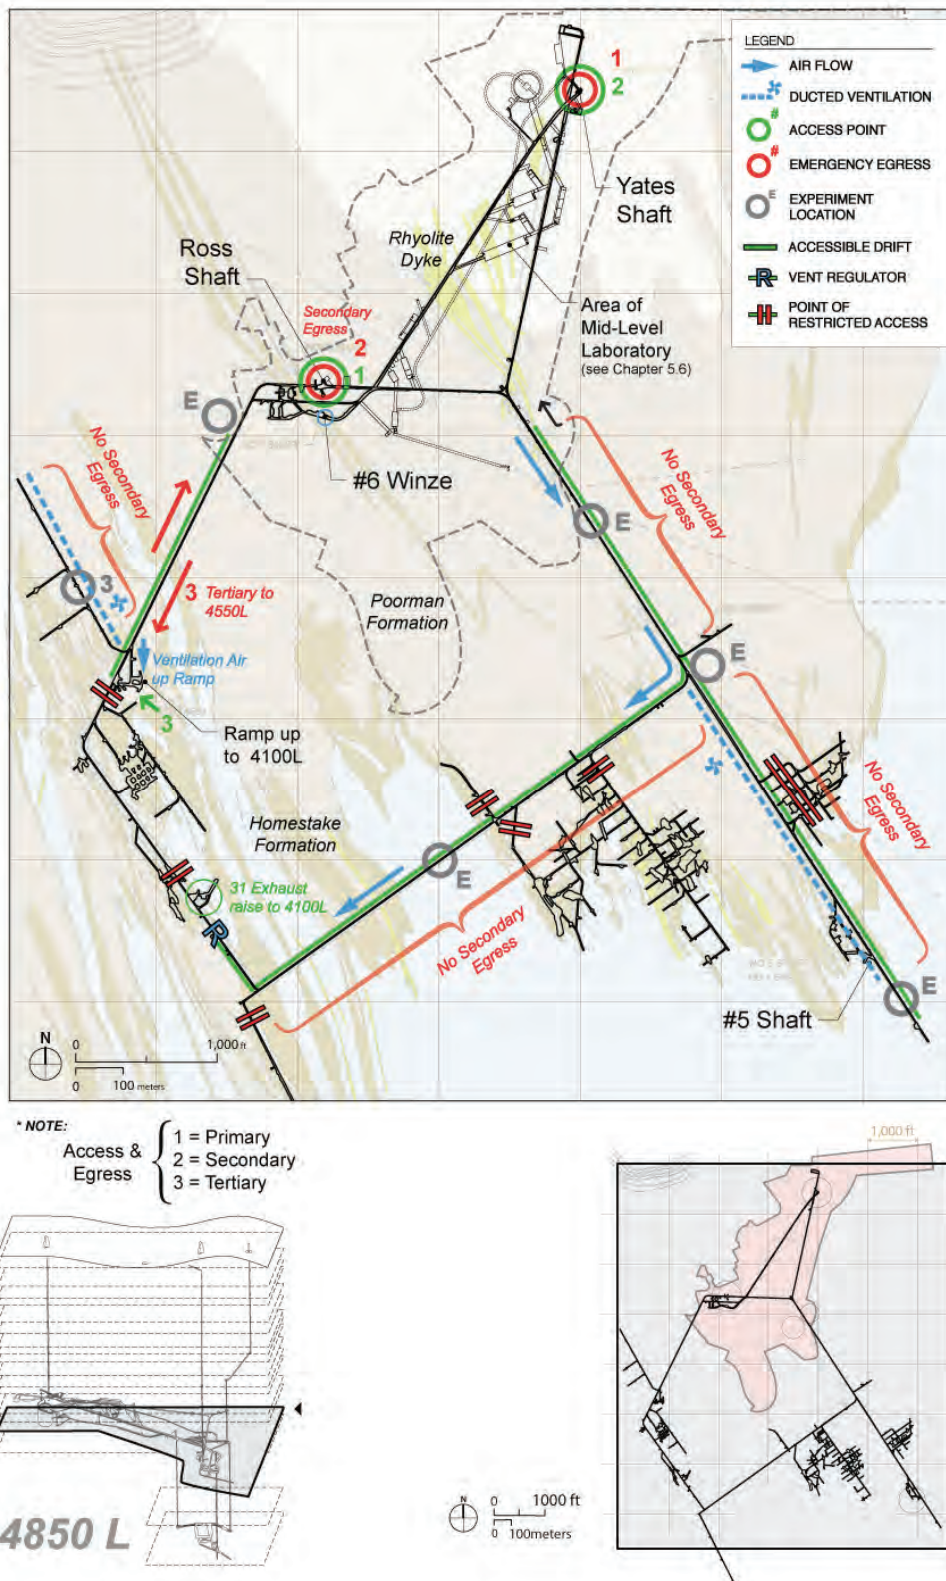 LEGEND
AIR FLOW
DUCTED VENTILATION
#
ACCESS POINT
#
EMERGENCY EGRESS
E
EXPERIMENT
LOCATION
ACCESSIBLE DRIFT
R
VENT REGULATOR
POINT OF
RESTRICTED ACCESS
1
2
Yates
Shaft
Rhyolite
Dyke
Ross
Shaft
Secondary
Egress
2
1
Area of
Mid-Level
Laboratory
(see Chapter 5.6)
E
#6 Winze
No Secondary
Egress
No Secondary
Egress
E
3
3
Tertiary to
4550L
Poorman
Formation
Ventilation Air
up Ramp
E
3
Ramp up
to 4100L
No Secondary
Egress
Homestake
Formation
E
31 Exhaust
raise to 4100L
R
No Secondary
Egress
E
#5 Shaft
N
0
1,000 ft
0
100 meters
* NOTE:
Access &
Egress
1 = Primary
2 = Secondary
3 = Tertiary
1,000 ft
4850 L
N
0
1000 ft
0
100meters